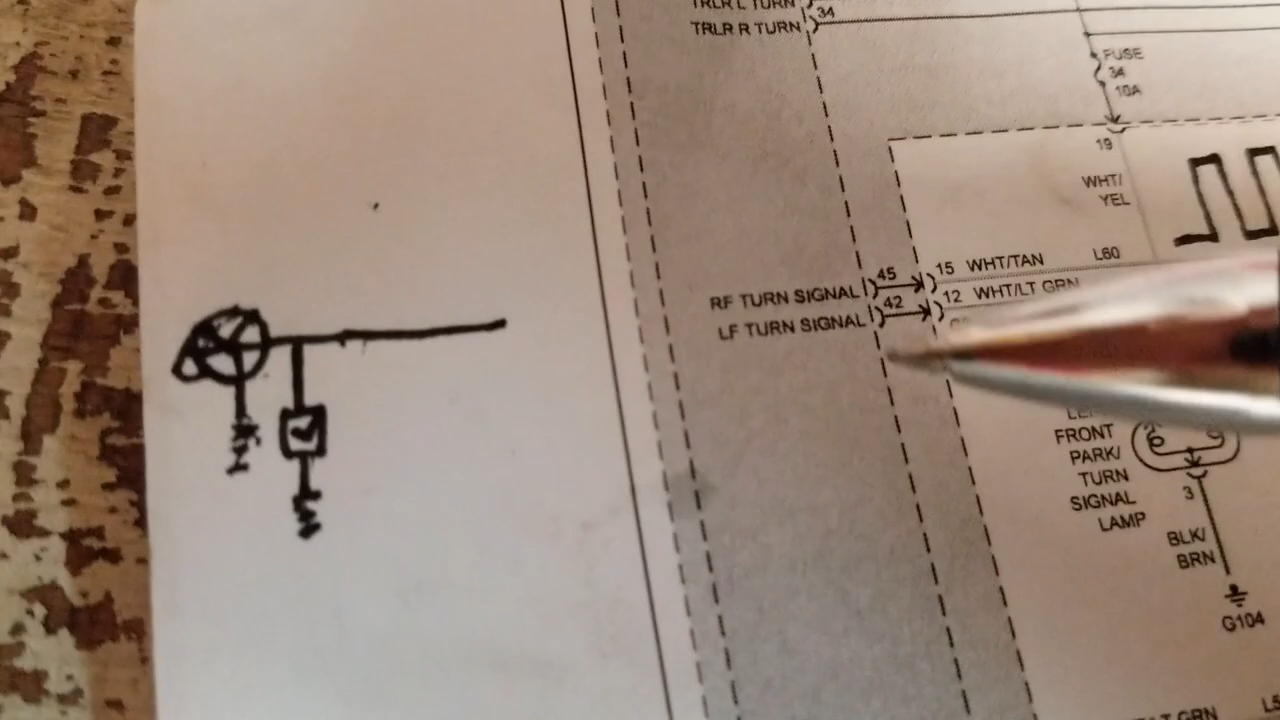 TRLR L TURN
TRLR R TURN
34
FUSE
34
10A
19
WHT/
YEL
L60
RF TURN SIGNAL
45
15 WHT/TAN
LF TURN SIGNAL
42
12 WHT/LT GRN
FRONT
PARK/
TURN
SIGNAL
LAMP
3
BLK/
BRN
G104